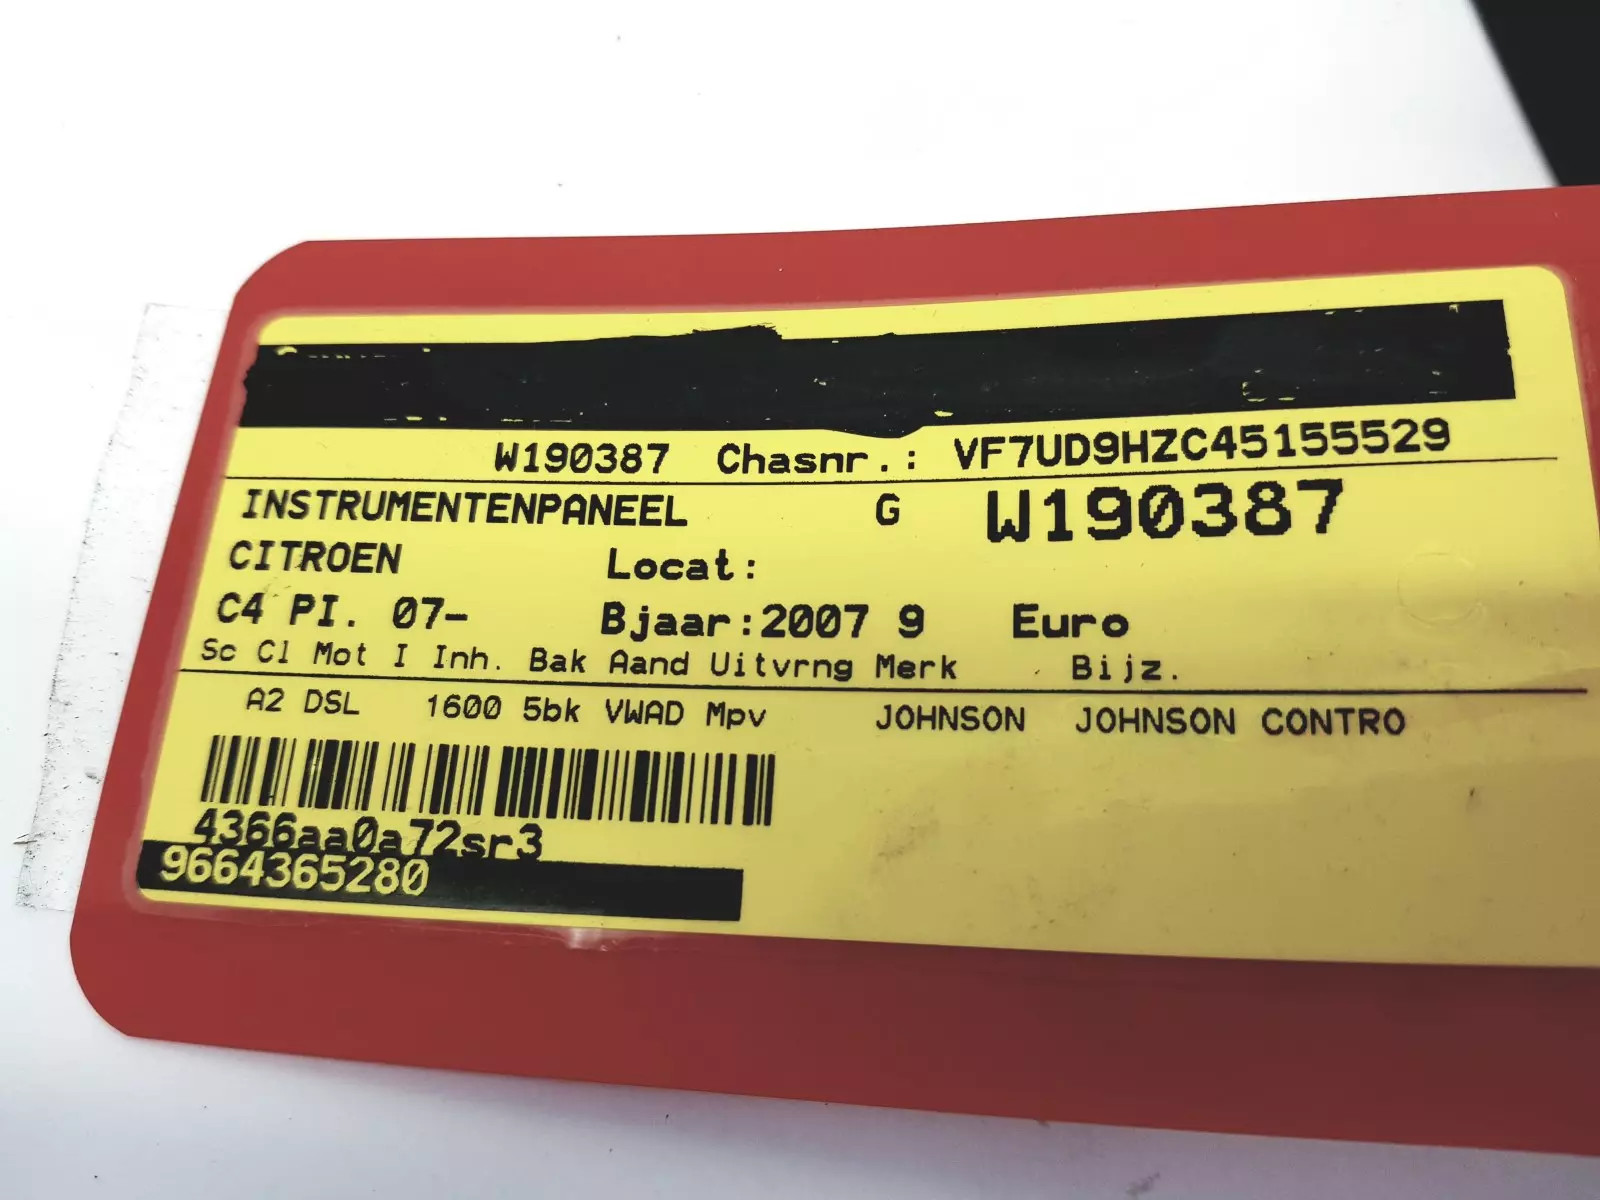 W190387 Chasnr.: VF7UD9HZC45155529
INSTRUMENTENPANEEL G W190387
CITROEN Locat:
C4 PI. 07- Bjaar:2007 9 Euro
Sc Cl Mot I Inh. Bak Aand Uitvrng Merk Bijz.
A2 DSL 1600 5bk VWAD Mpv JOHNSON JOHNSON CONTRO
4366aa0a72sr3
9664365280